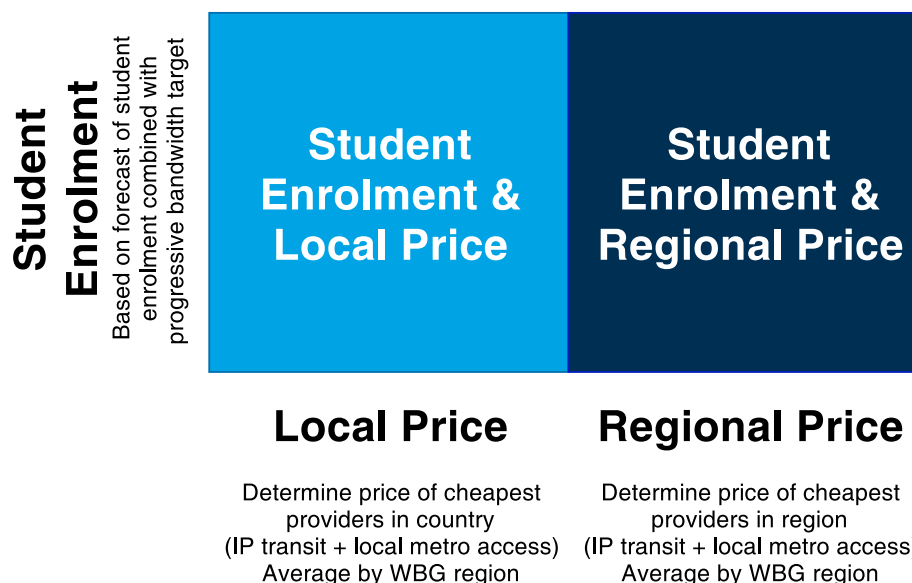 Student
Enrolment
Based on forecast of student
enrolment combined with
progressive bandwidth target
Student
Enrolment &
Local Price
Student
Enrolment &
Regional Price
Local Price
Regional Price
Determine price of cheapest
providers in country
(IP transit + local metro access)
Average by WBG region
Determine price of cheapest
providers in region
(IP transit + local metro access)
Average by WBG region